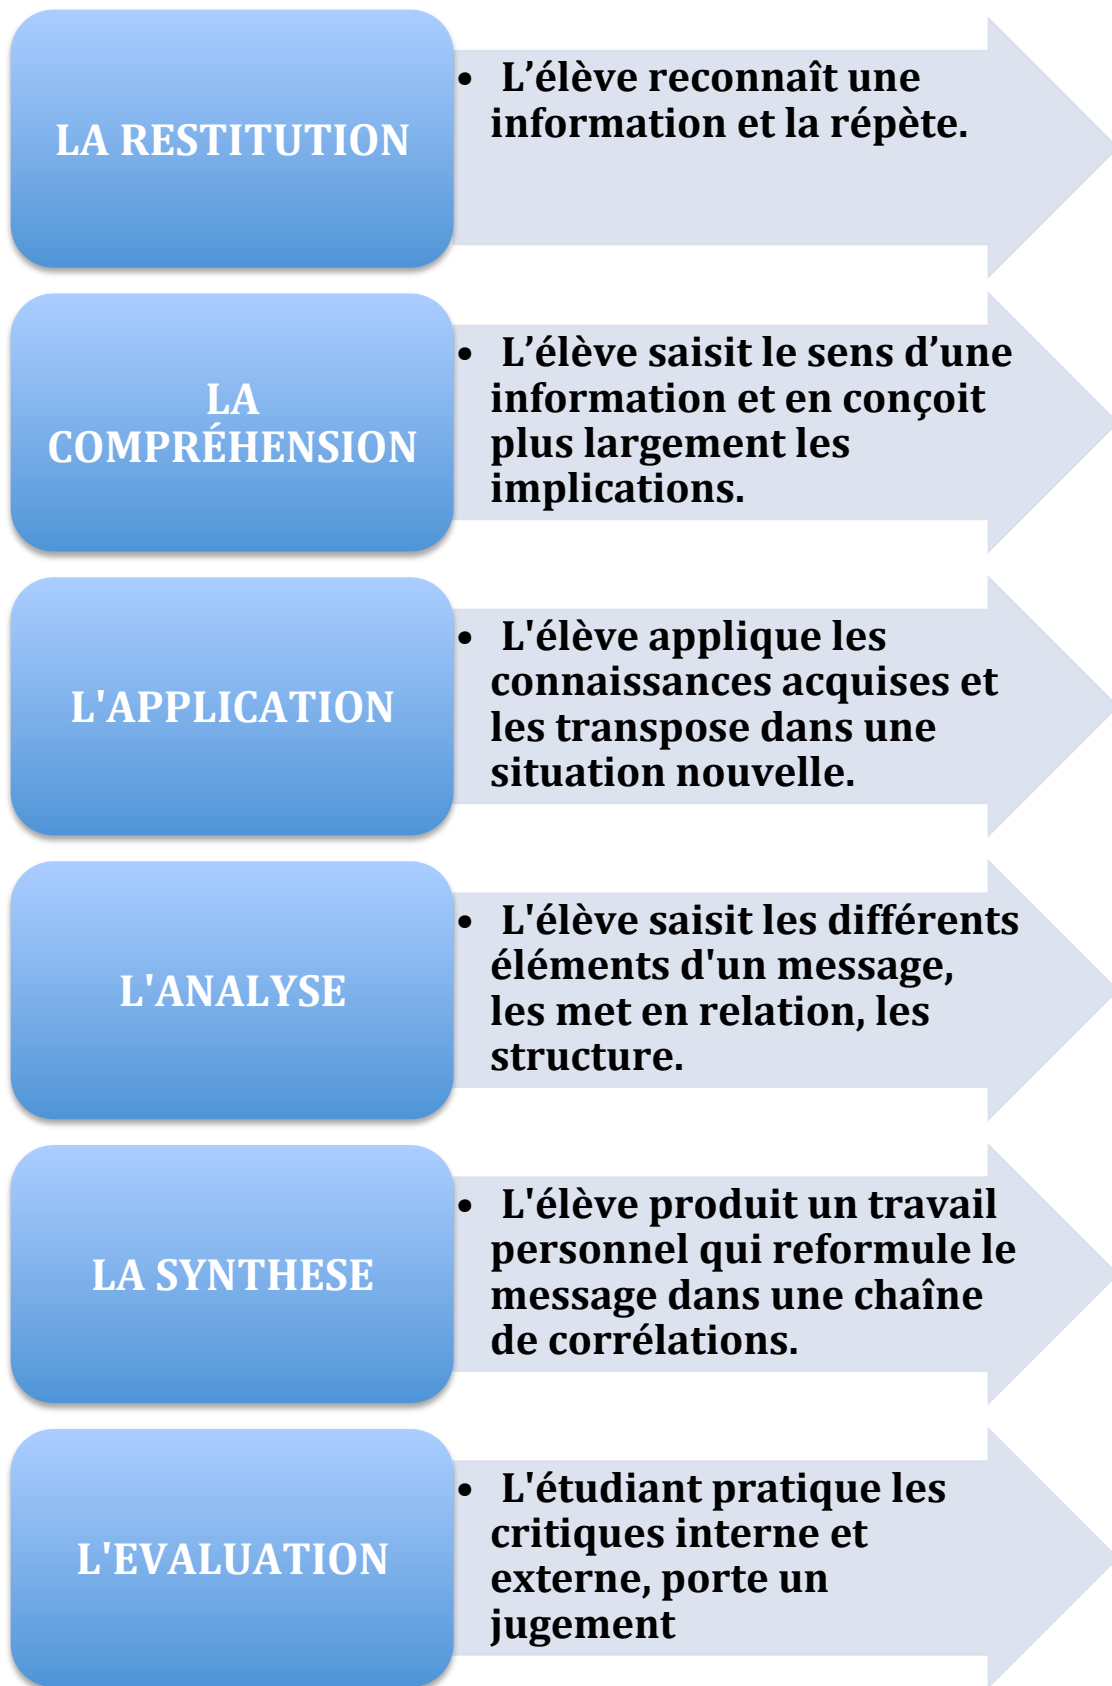 LA RESTITUTION
• L’élève reconnaît une
information et la répète.
LA
COMPRÉHENSION
• L’élève saisit le sens d’une
information et en conçoit
plus largement les
implications.
L'APPLICATION
• L'élève applique les
connaissances acquises et
les transpose dans une
situation nouvelle.
L'ANALYSE
• L'élève saisit les différents
éléments d'un message,
les met en relation, les
structure.
LA SYNTHESE
• L'élève produit un travail
personnel qui reformule le
message dans une chaîne
de corrélations.
L'EVALUATION
• L'étudiant pratique les
critiques interne et
externe, porte un
jugement